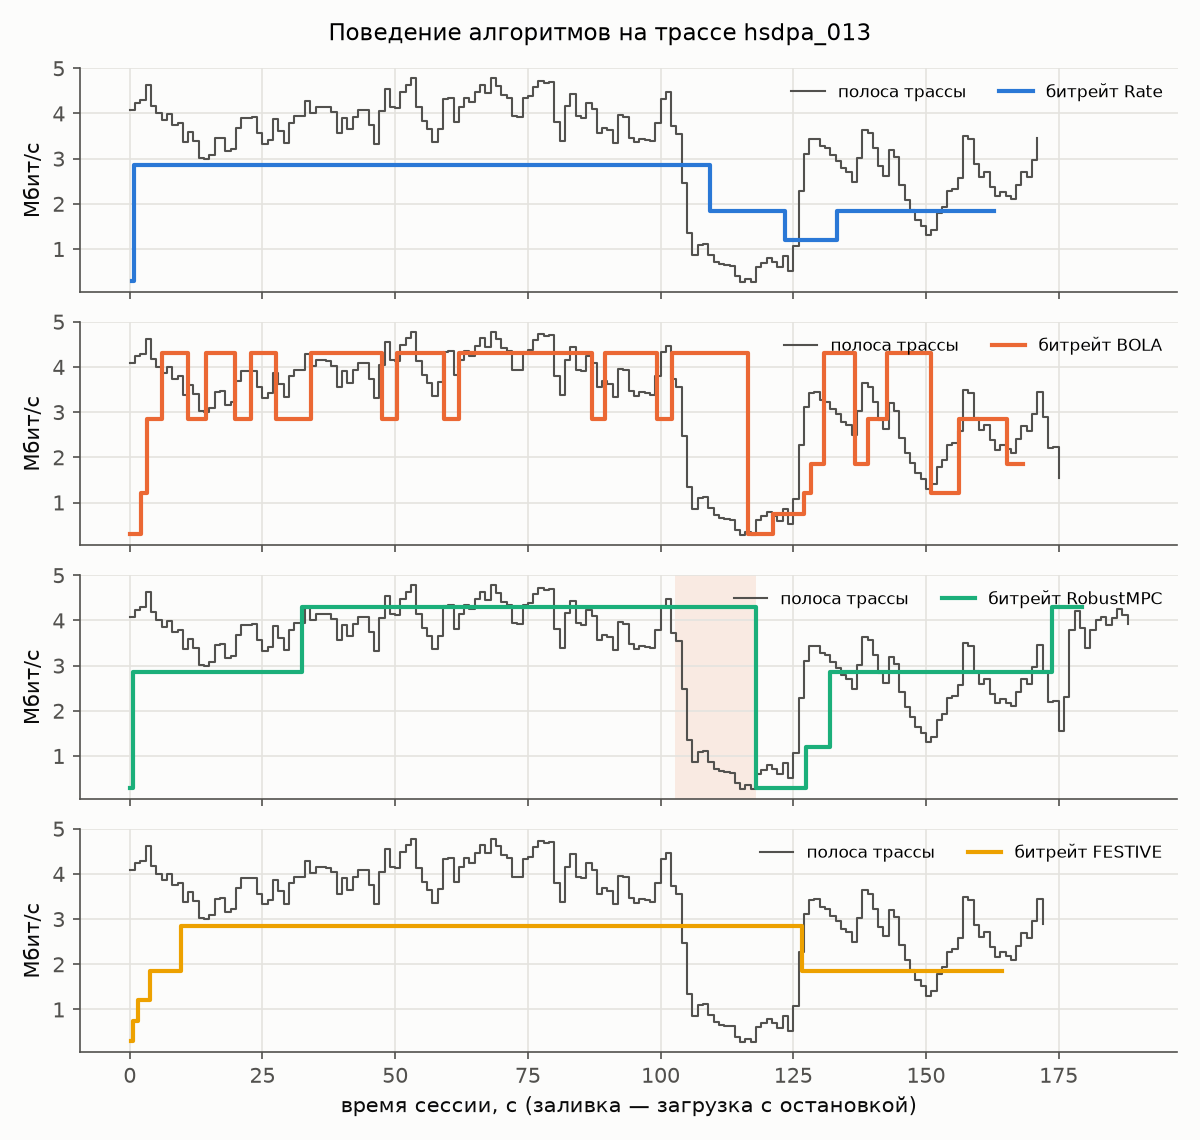 Поведение алгоритмов на трассе hsdpa_013
5
4
3
2
1
Мбит/с
полоса трассы
битрейт Rate
5
4
3
2
1
Мбит/с
полоса трассы
битрейт BOLA
5
4
3
2
1
Мбит/с
полоса трассы
битрейт RobustMPC
5
4
3
2
1
Мбит/с
полоса трассы
битрейт FESTIVE
0 25 50 75 100 125 150 175
время сессии, с (заливка — загрузка с остановкой)